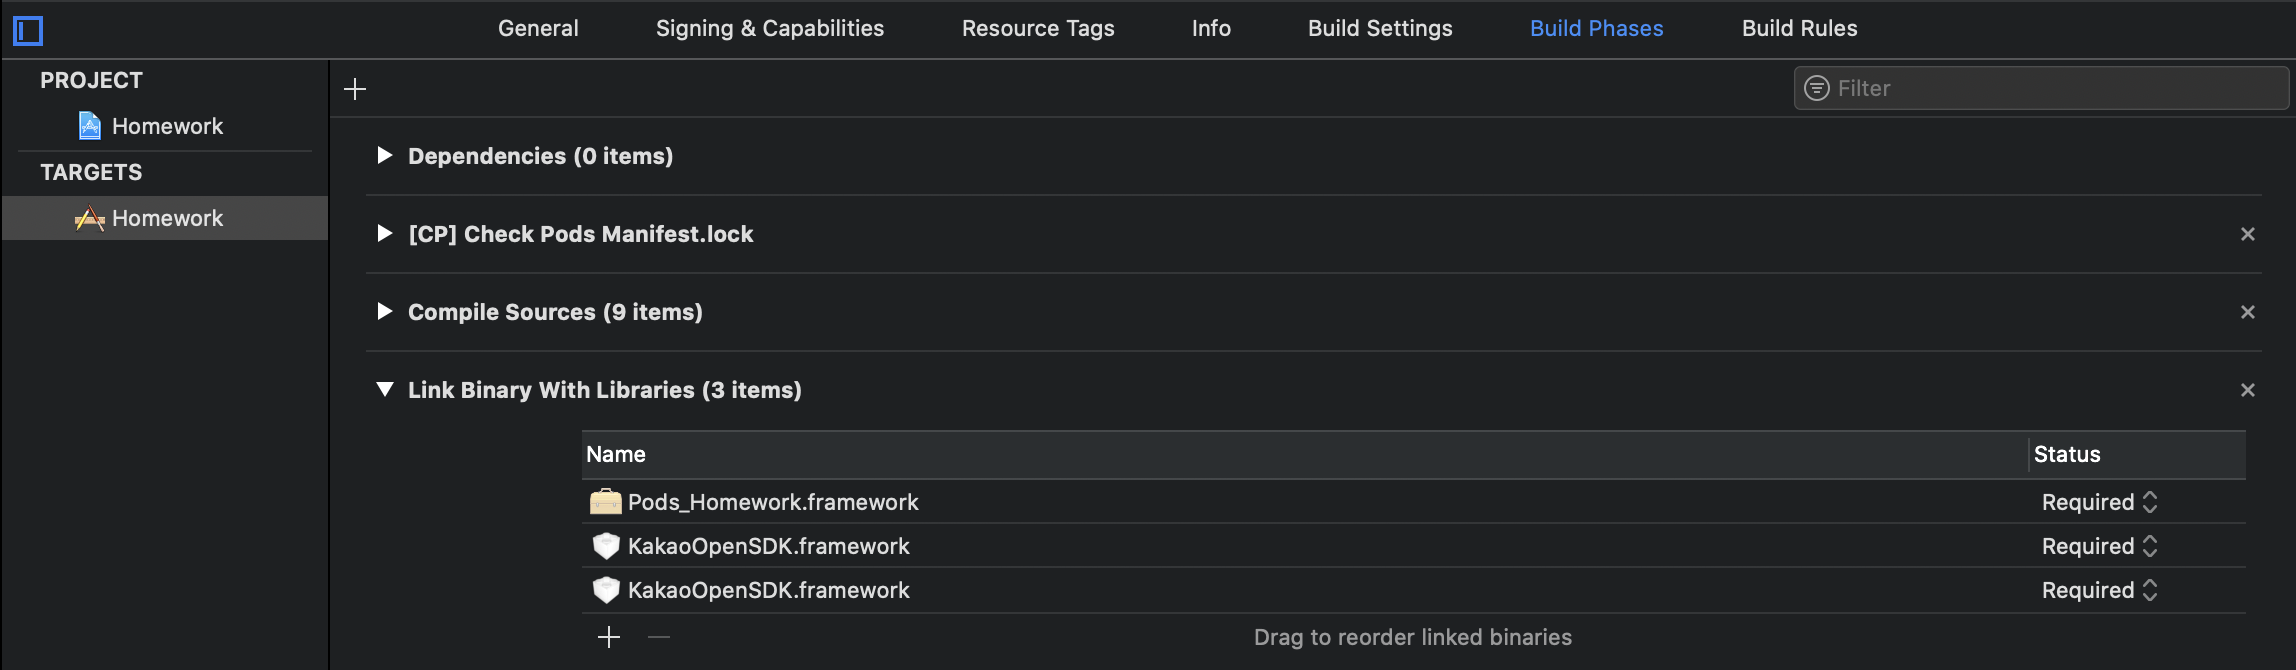 General Signing & Capabilities Resource Tags Info Build Settings Build Phases Build Rules
PROJECT
Homework
TARGETS
Homework
Filter
Dependencies (0 items)
[CP] Check Pods Manifest.lock
Compile Sources (9 items)
Link Binary With Libraries (3 items)
Name Status
Pods_Homework.framework Required
KakaoOpenSDK.framework Required
KakaoOpenSDK.framework Required
Drag to reorder linked binaries